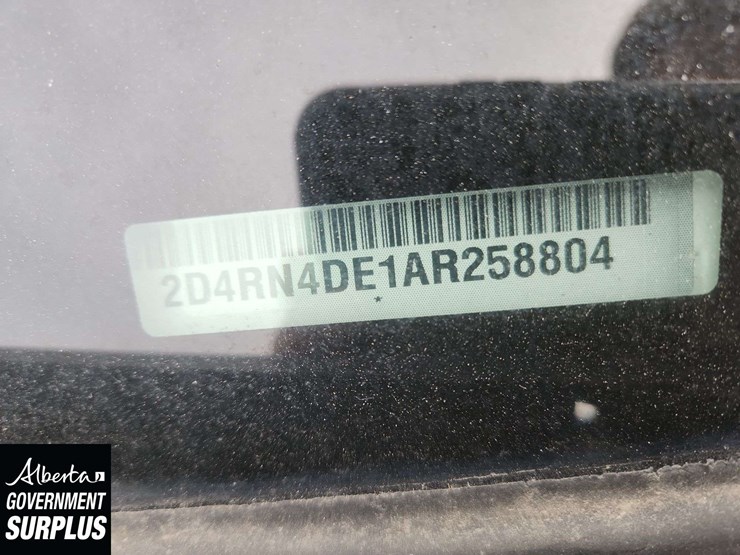 2D4RN4DE1AR258804
*
Alberta
GOVERNMENT
SURPLUS